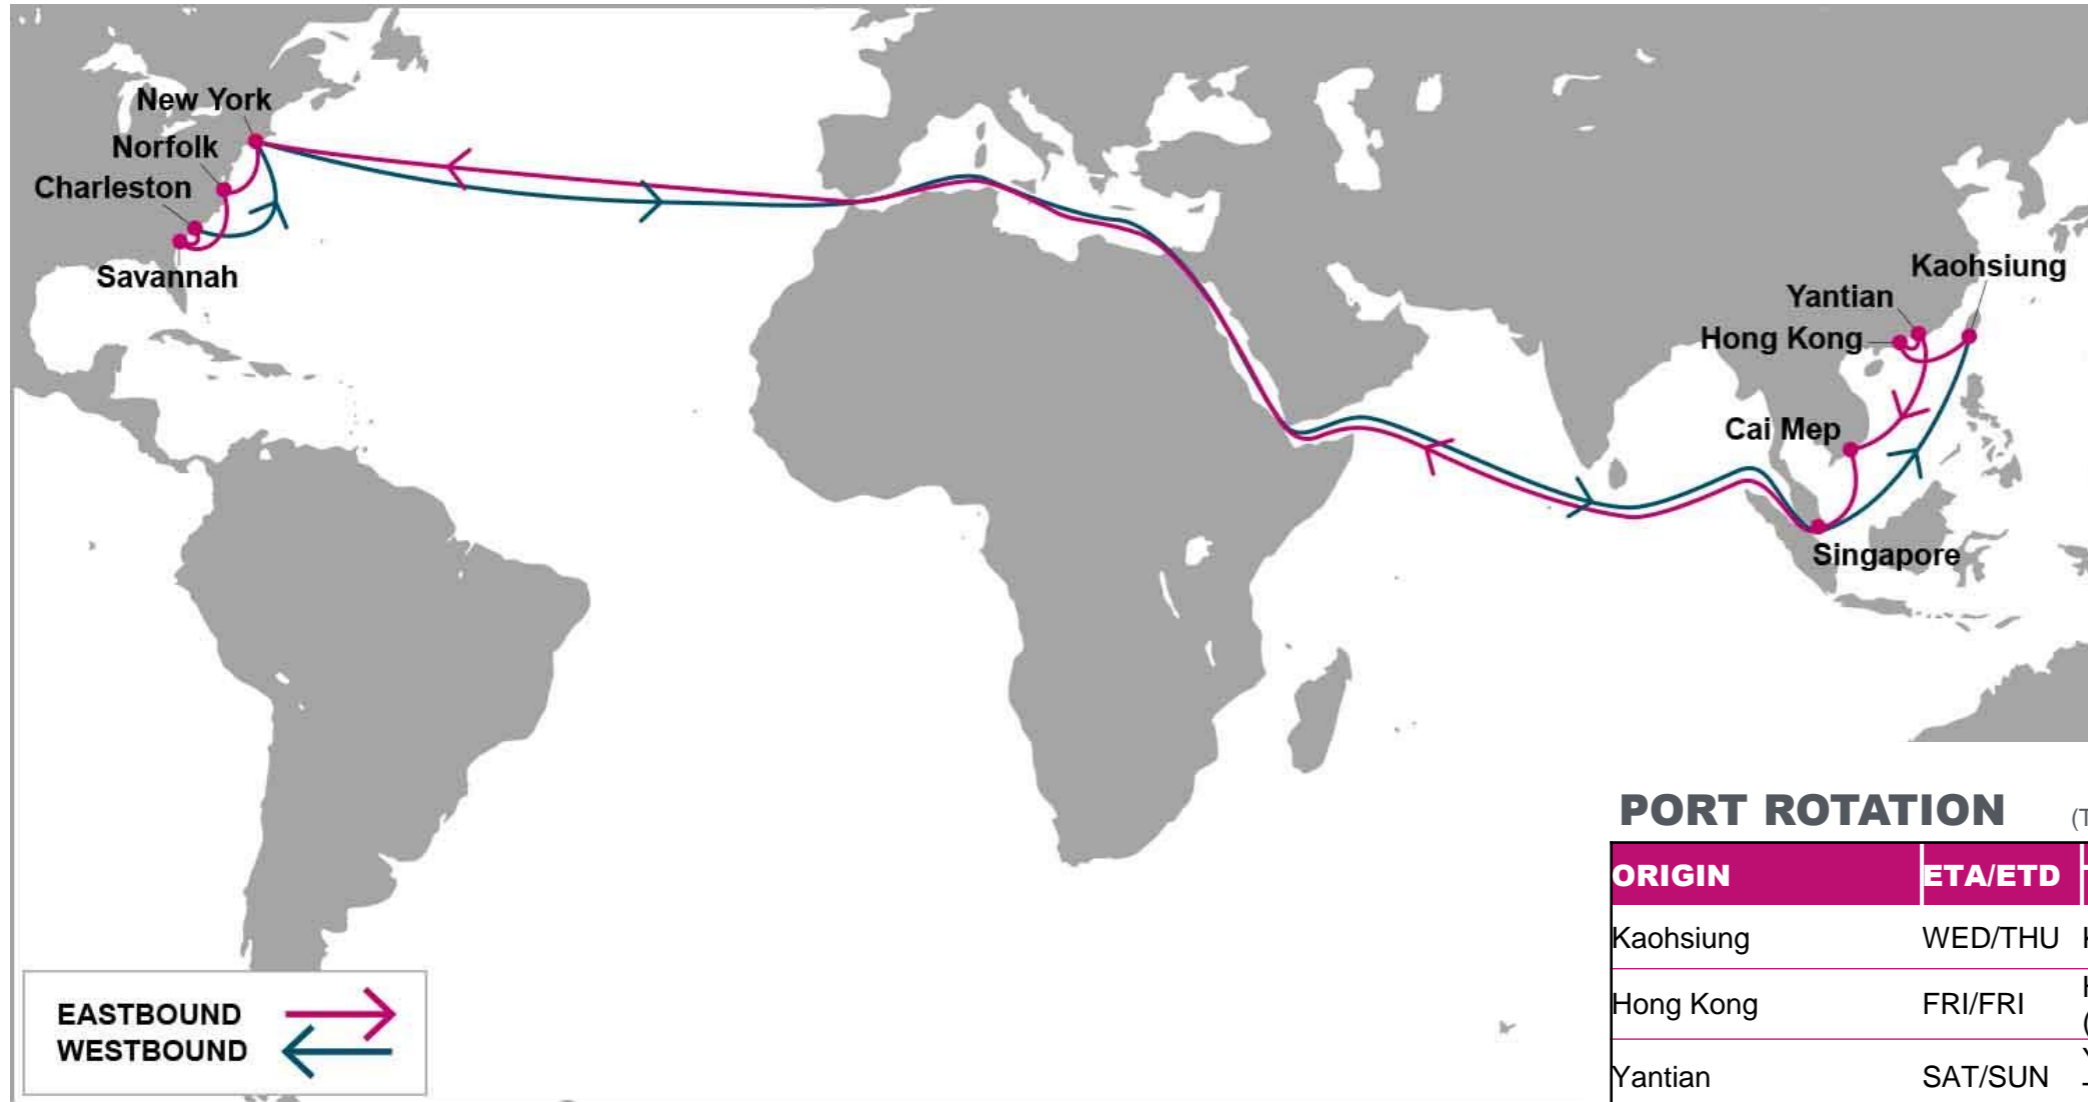 New York
Norfolk
Charleston
Savannah
Kaohsiung
Yantian
Hong Kong
Cai Mep
Singapore
EASTBOUND
WESTBOUND
PORT ROTATION
ORIGIN ETA/ETD
Kaohsiung WED/THU
Hong Kong FRI/FRI
Yantian SAT/SUN